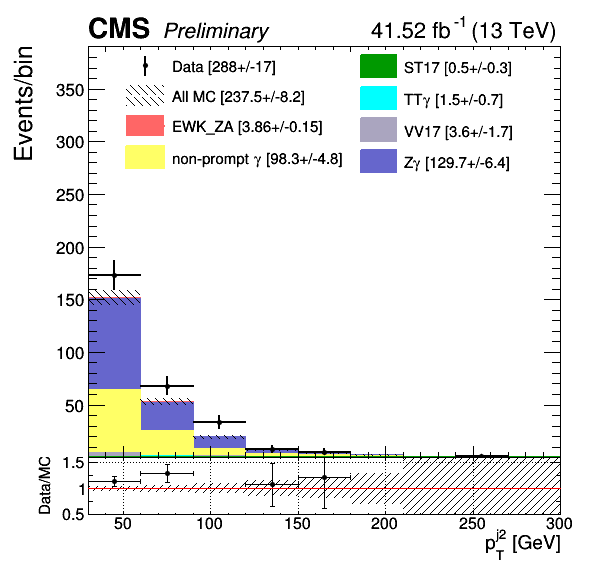 CMS Preliminary 41.52 fb⁻¹ (13 TeV)
Events/bin
Data [288+/-17]
All MC [237.5+/-8.2]
EWK_ZA [3.86+/-0.15]
non-prompt γ [98.3+/-4.8]
ST17 [0.5+/-0.3]
TTγ [1.5+/-0.7]
VV17 [3.6+/-1.7]
Zγ [129.7+/-6.4]
350
300
250
200
150
100
50
Data/MC
1.5
1
0.5
50 100 150 200 250 300
p_T^j2 [GeV]